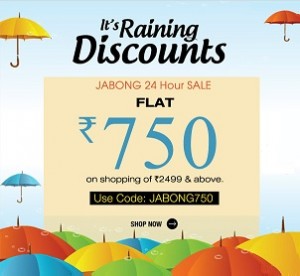 It's Raining
Discounts
JABONG 24 Hour SALE
FLAT
₹750
on shopping of ₹2499 & above.
Use Code: JABONG750
SHOP NOW